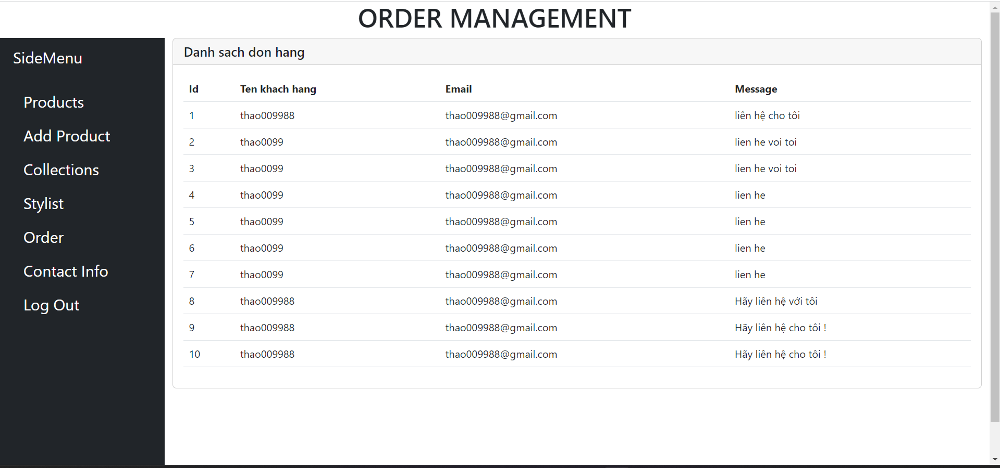 ORDER MANAGEMENT
SideMenu
Products
Add Product
Collections
Stylist
Order
Contact Info
Log Out
Danh sach don hang
Id Ten khach hang Email Message
1 thao009988 thao009988@gmail.com liên hệ cho tôi
2 thao0099 thao009988@gmail.com lien he voi toi
3 thao0099 thao009988@gmail.com lien he voi toi
4 thao0099 thao009988@gmail.com lien he
5 thao0099 thao009988@gmail.com lien he
6 thao0099 thao009988@gmail.com lien he
7 thao0099 thao009988@gmail.com lien he
8 thao009988 thao009988@gmail.com Hãy liên hệ với tôi
9 thao009988 thao009988@gmail.com Hãy liên hệ cho tôi !
10 thao009988 thao009988@gmail.com Hãy liên hệ cho tôi !